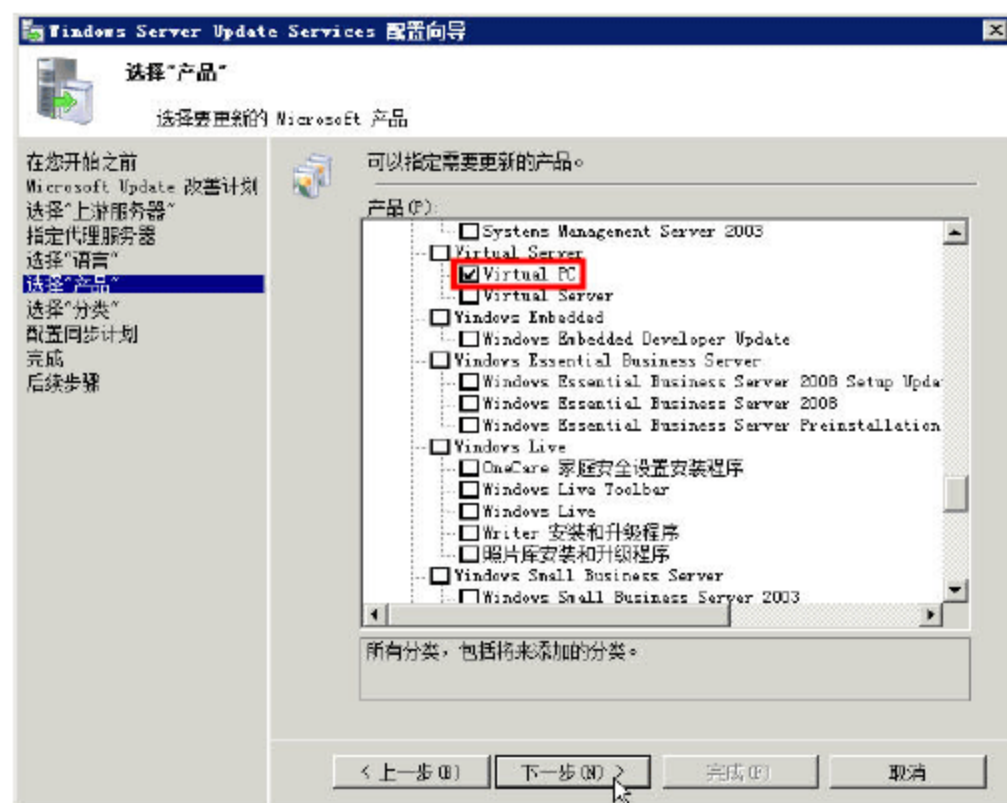 Windows Server Update Services 配置向导
选择"产品"
选择要更新的 Microsoft 产品
在您开始之前
Microsoft Update 改善计划
选择"上游服务器"
指定代理服务器
选择"语言"
选择"产品"
选择"分类"
配置同步计划
完成
后续步骤
可以指定需要更新的产品。
产品(P):
Systems Management Server 2003
Virtual Server
Virtual PC
Virtual Server
Windows Embedded
Windows Embedded Developer Update
Windows Essential Business Server
Windows Essential Business Server 2008 Setup Upda
Windows Essential Business Server 2008
Windows Essential Business Server Preinstallation
Windows Live
OneCare 家庭安全设置安装程序
Windows Live Toolbar
Windows Live
Writer 安装和升级程序
照片库安装和升级程序
Windows Small Business Server
Windows Small Business Server 2003
所有分类，包括将来添加的分类。
< 上一步(B)
下一步(N) >
完成(F)
取消